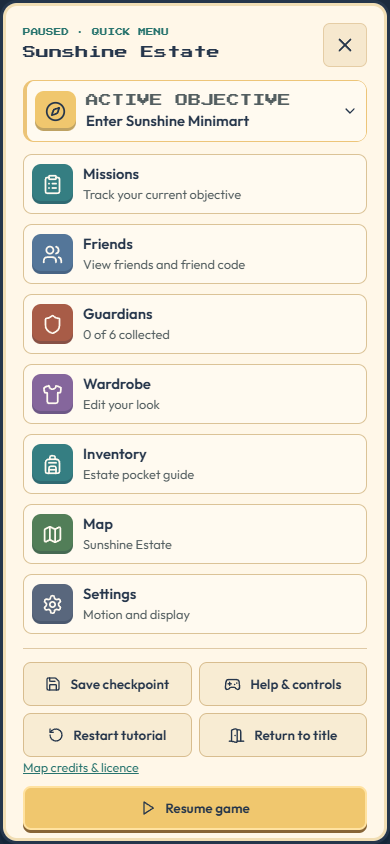 PAUSED · QUICK MENU
Sunshine Estate
ACTIVE OBJECTIVE
Enter Sunshine Minimart
Missions
Track your current objective
Friends
View friends and friend code
Guardians
0 of 6 collected
Wardrobe
Edit your look
Inventory
Estate pocket guide
Map
Sunshine Estate
Settings
Motion and display
Save checkpoint
Help & controls
Restart tutorial
Return to title
Map credits & licence
Resume game